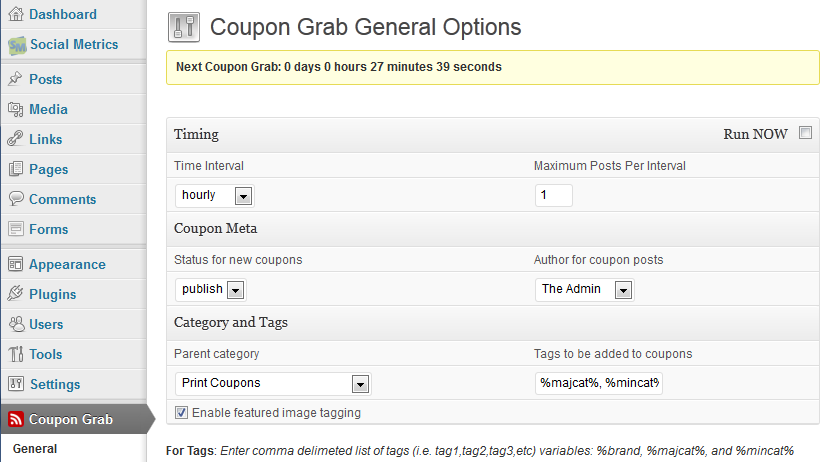 Dashboard
Social Metrics
Posts
Media
Links
Pages
Comments
Forms
Appearance
Plugins
Users
Tools
Settings
Coupon Grab
General
Coupon Grab General Options
Next Coupon Grab: 0 days 0 hours 27 minutes 39 seconds
Timing Run NOW
Time Interval Maximum Posts Per Interval
hourly 1
Coupon Meta
Status for new coupons Author for coupon posts
publish The Admin
Category and Tags
Parent category Tags to be added to coupons
Print Coupons %majcat%, %mincat%
Enable featured image tagging
For Tags: Enter comma delimeted list of tags (i.e. tag1,tag2,tag3,etc) variables: %brand, %majcat%, and %mincat%